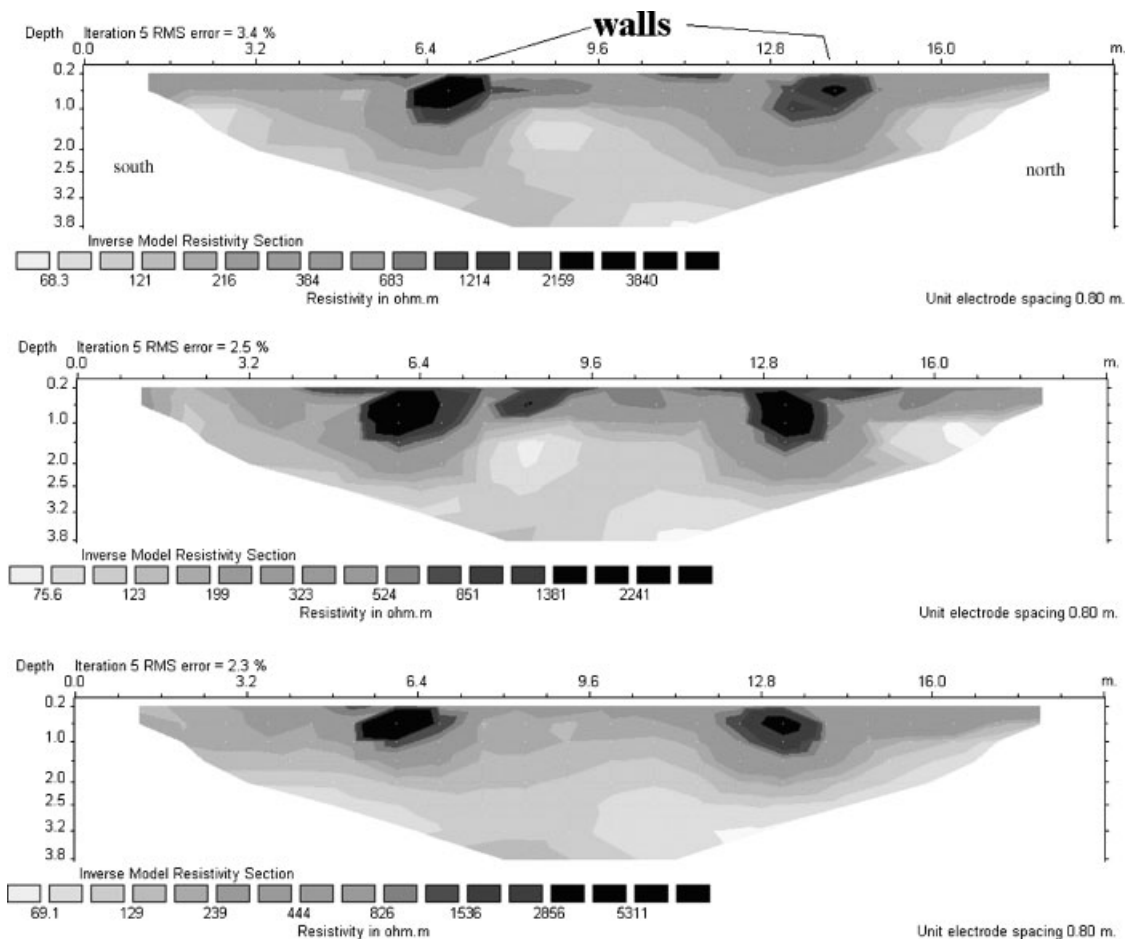 walls
Depth Iteration 5 RMS error = 3.4 %
0.0 3.2 6.4 9.6 12.8 16.0 m.
0.2
1.0
2.0
2.5
3.2
3.8
south north
Inverse Model Resistivity Section
68.3 121 216 384 683 1214 2159 3840
Resistivity in ohm.m Unit electrode spacing 0.80 m.
Depth Iteration 5 RMS error = 2.5 %
0.0 3.2 6.4 9.6 12.8 16.0 m.
0.2
1.0
2.0
2.5
3.2
3.8
Inverse Model Resistivity Section
75.6 123 199 323 524 851 1381 2241
Resistivity in ohm.m Unit electrode spacing 0.80 m.
Depth Iteration 5 RMS error = 2.3 %
0.0 3.2 6.4 9.6 12.8 16.0 m.
0.2
1.0
2.0
2.5
3.2
3.8
Inverse Model Resistivity Section
69.1 129 239 444 826 1536 2856 5311
Resistivity in ohm.m Unit electrode spacing 0.80 m.